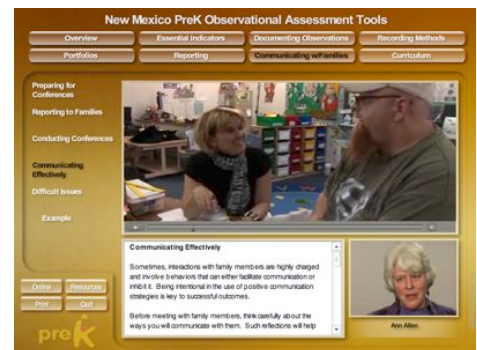 New Mexico PreK Observational Assessment Tools
Overview
Essential Indicators
Documenting Observations
Recording Methods
Portfolios
Reporting
Communicating w/Families
Curriculum
Preparing for
Conferences
Reporting to Families
Conducting Conferences
Communicating
Effectively
Difficult Issues
Example
Communicating Effectively
Sometimes, interactions with family members are highly charged
and involve behaviors that can either facilitate communication or
inhibit it. Being intentional in the use of positive communication
strategies is key to successful outcomes.
Before meeting with family members, think carefully about the
ways you will communicate with them. Such reflections will help
Ann Allen
Online
Resources
Print
Quit
preK